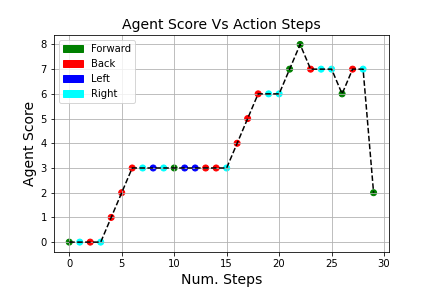 Agent Score Vs Action Steps
Forward
Back
Left
Right
8
7
6
5
4
3
2
1
0
Agent Score
0 5 10 15 20 25 30
Num. Steps